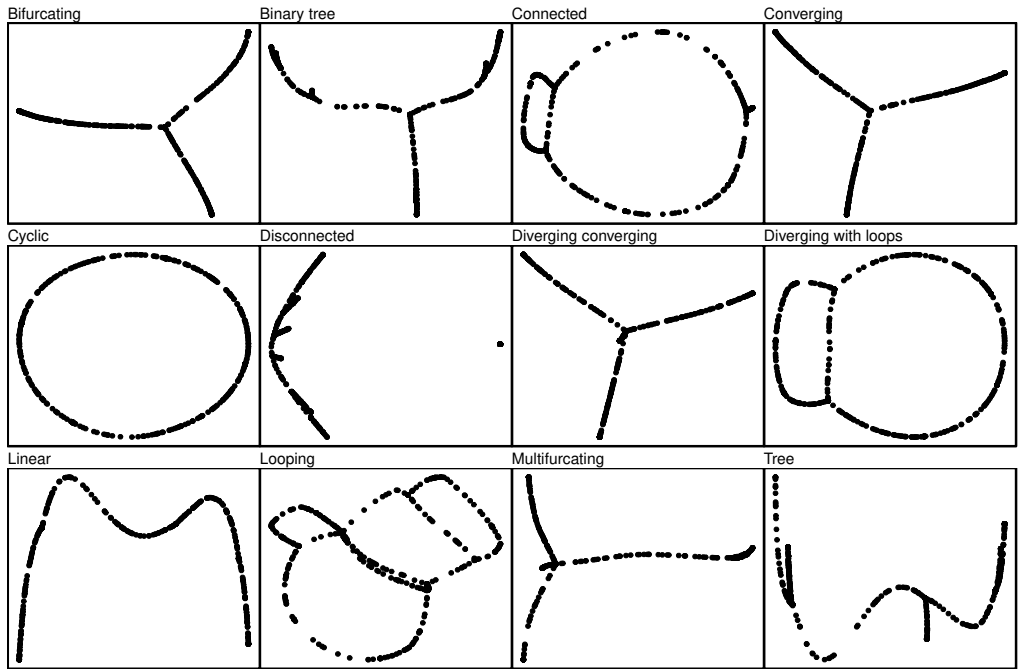 Bifurcating
Binary tree
Connected
Converging
Cyclic
Disconnected
Diverging converging
Diverging with loops
Linear
Looping
Multifurcating
Tree